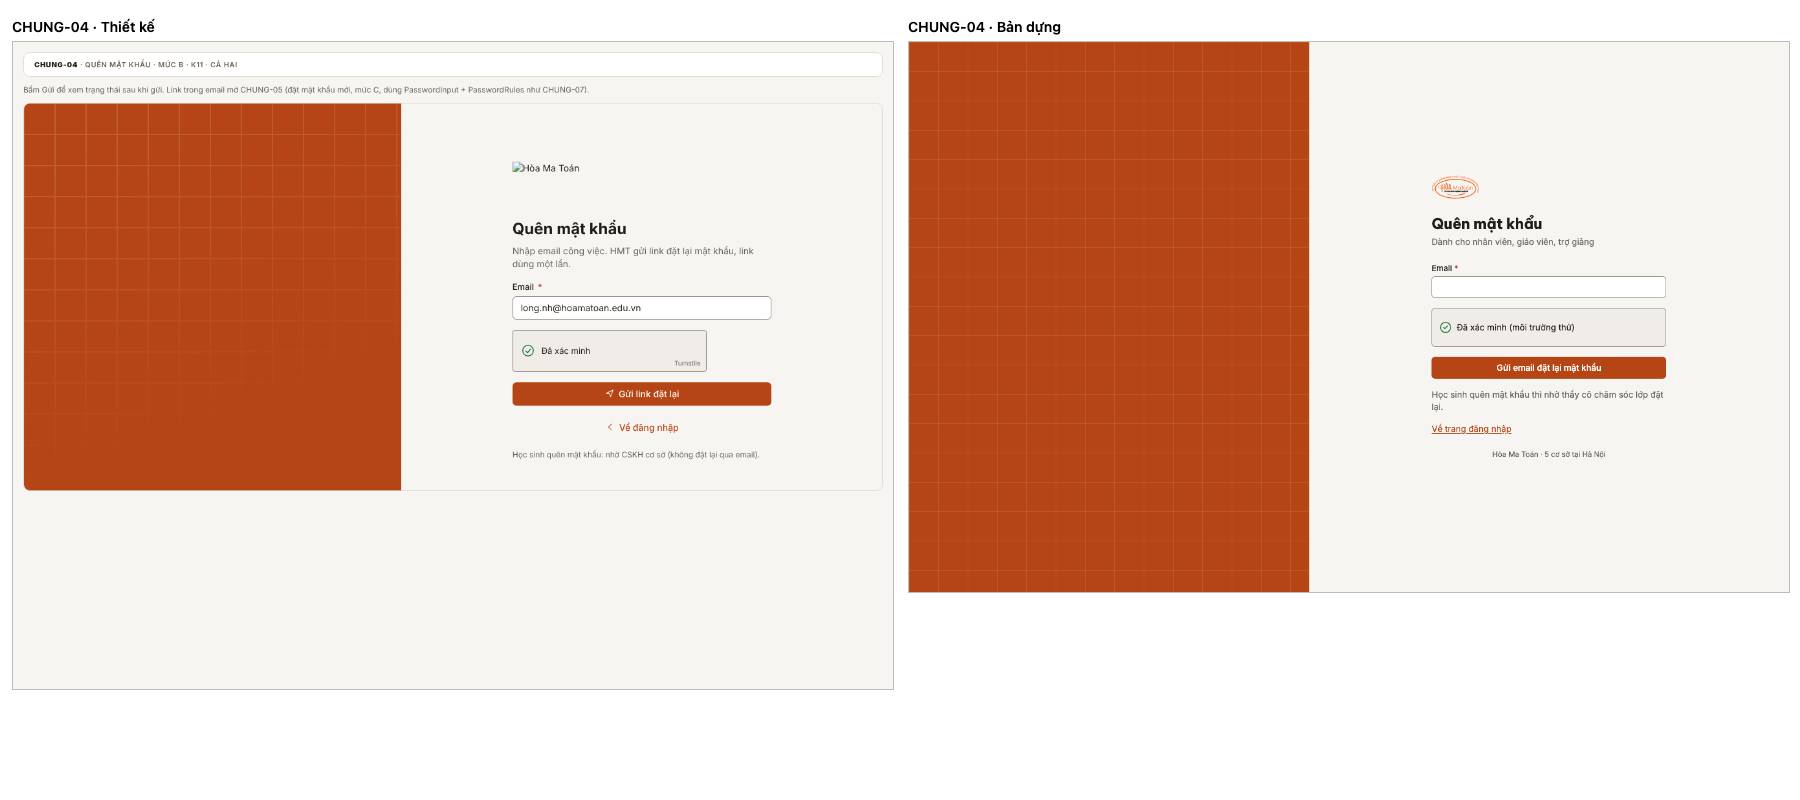 CHUNG-04 · Thiết kế
CHUNG-04 · QUÊN MẬT KHẨU · MỨC B · K11 · CẢ HAI
Bấm Gửi để xem trạng thái sau khi gửi. Link trong email mở CHUNG-05 (đặt mật khẩu mới, mức C, dùng PasswordInput + PasswordRules như CHUNG-07).
Hòa Ma Toán
Quên mật khẩu
Nhập email công việc. HMT gửi link đặt lại mật khẩu, link
dùng một lần.
Email *
long.nh@hoamatoan.edu.vn
Đã xác minh
Turnstile
Gửi link đặt lại
Về đăng nhập
Học sinh quên mật khẩu: nhờ CSKH cơ sở (không đặt lại qua email).
CHUNG-04 · Bản dựng
Quên mật khẩu
Dành cho nhân viên, giáo viên, trợ giảng
Email *
Đã xác minh (môi trường thử)
Gửi email đặt lại mật khẩu
Học sinh quên mật khẩu thì nhờ thầy cô chăm sóc lớp đặt
lại.
Về trang đăng nhập
Hòa Ma Toán · 5 cơ sở tại Hà Nội